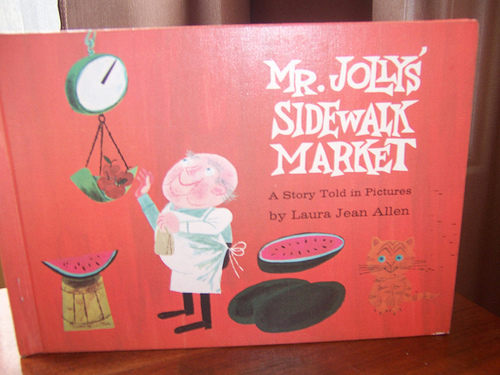 MR. JOLLY'S
SIDEWALK
MARKET
A Story Told in Pictures
by Laura Jean Allen